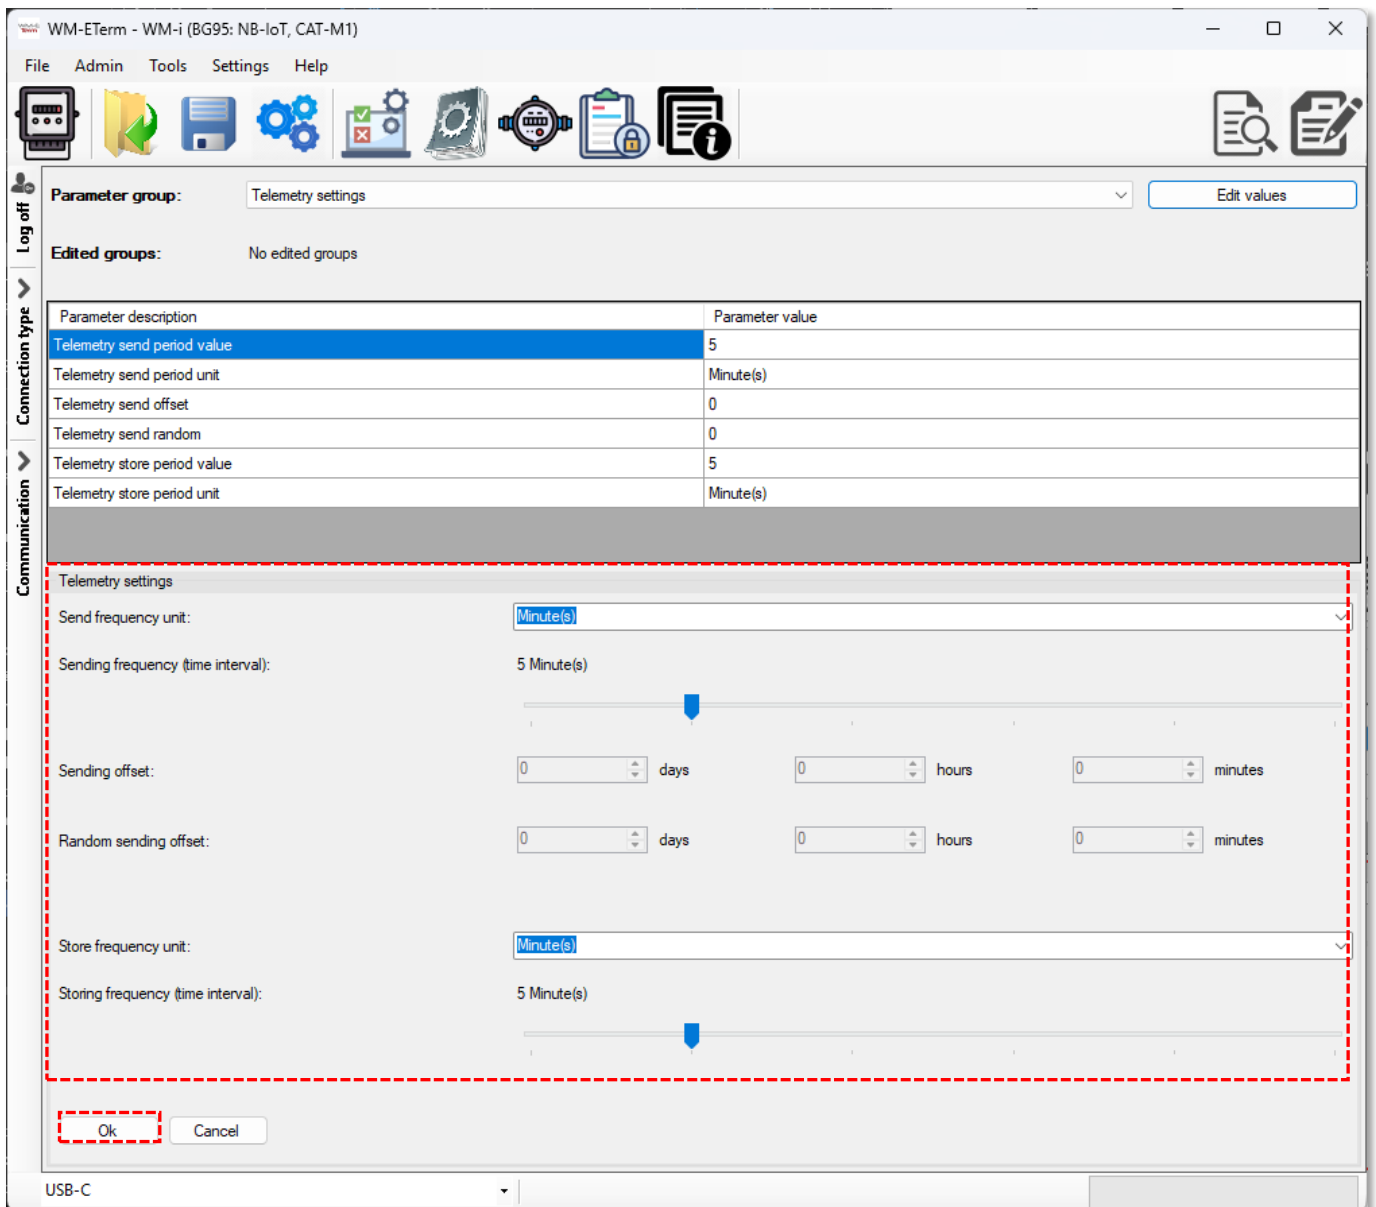 WM-ETerm - WM-i (BG95: NB-IoT, CAT-M1)
File Admin Tools Settings Help
Log off
Connection type
Communication
Parameter group: Telemetry settings Edit values
Edited groups: No edited groups
Parameter description Parameter value
Telemetry send period value 5
Telemetry send period unit Minute(s)
Telemetry send offset 0
Telemetry send random 0
Telemetry store period value 5
Telemetry store period unit Minute(s)
Telemetry settings
Send frequency unit: Minute(s)
Sending frequency (time interval): 5 Minute(s)
Sending offset: 0 days 0 hours 0 minutes
Random sending offset: 0 days 0 hours 0 minutes
Store frequency unit: Minute(s)
Storing frequency (time interval): 5 Minute(s)
Ok Cancel
USB-C